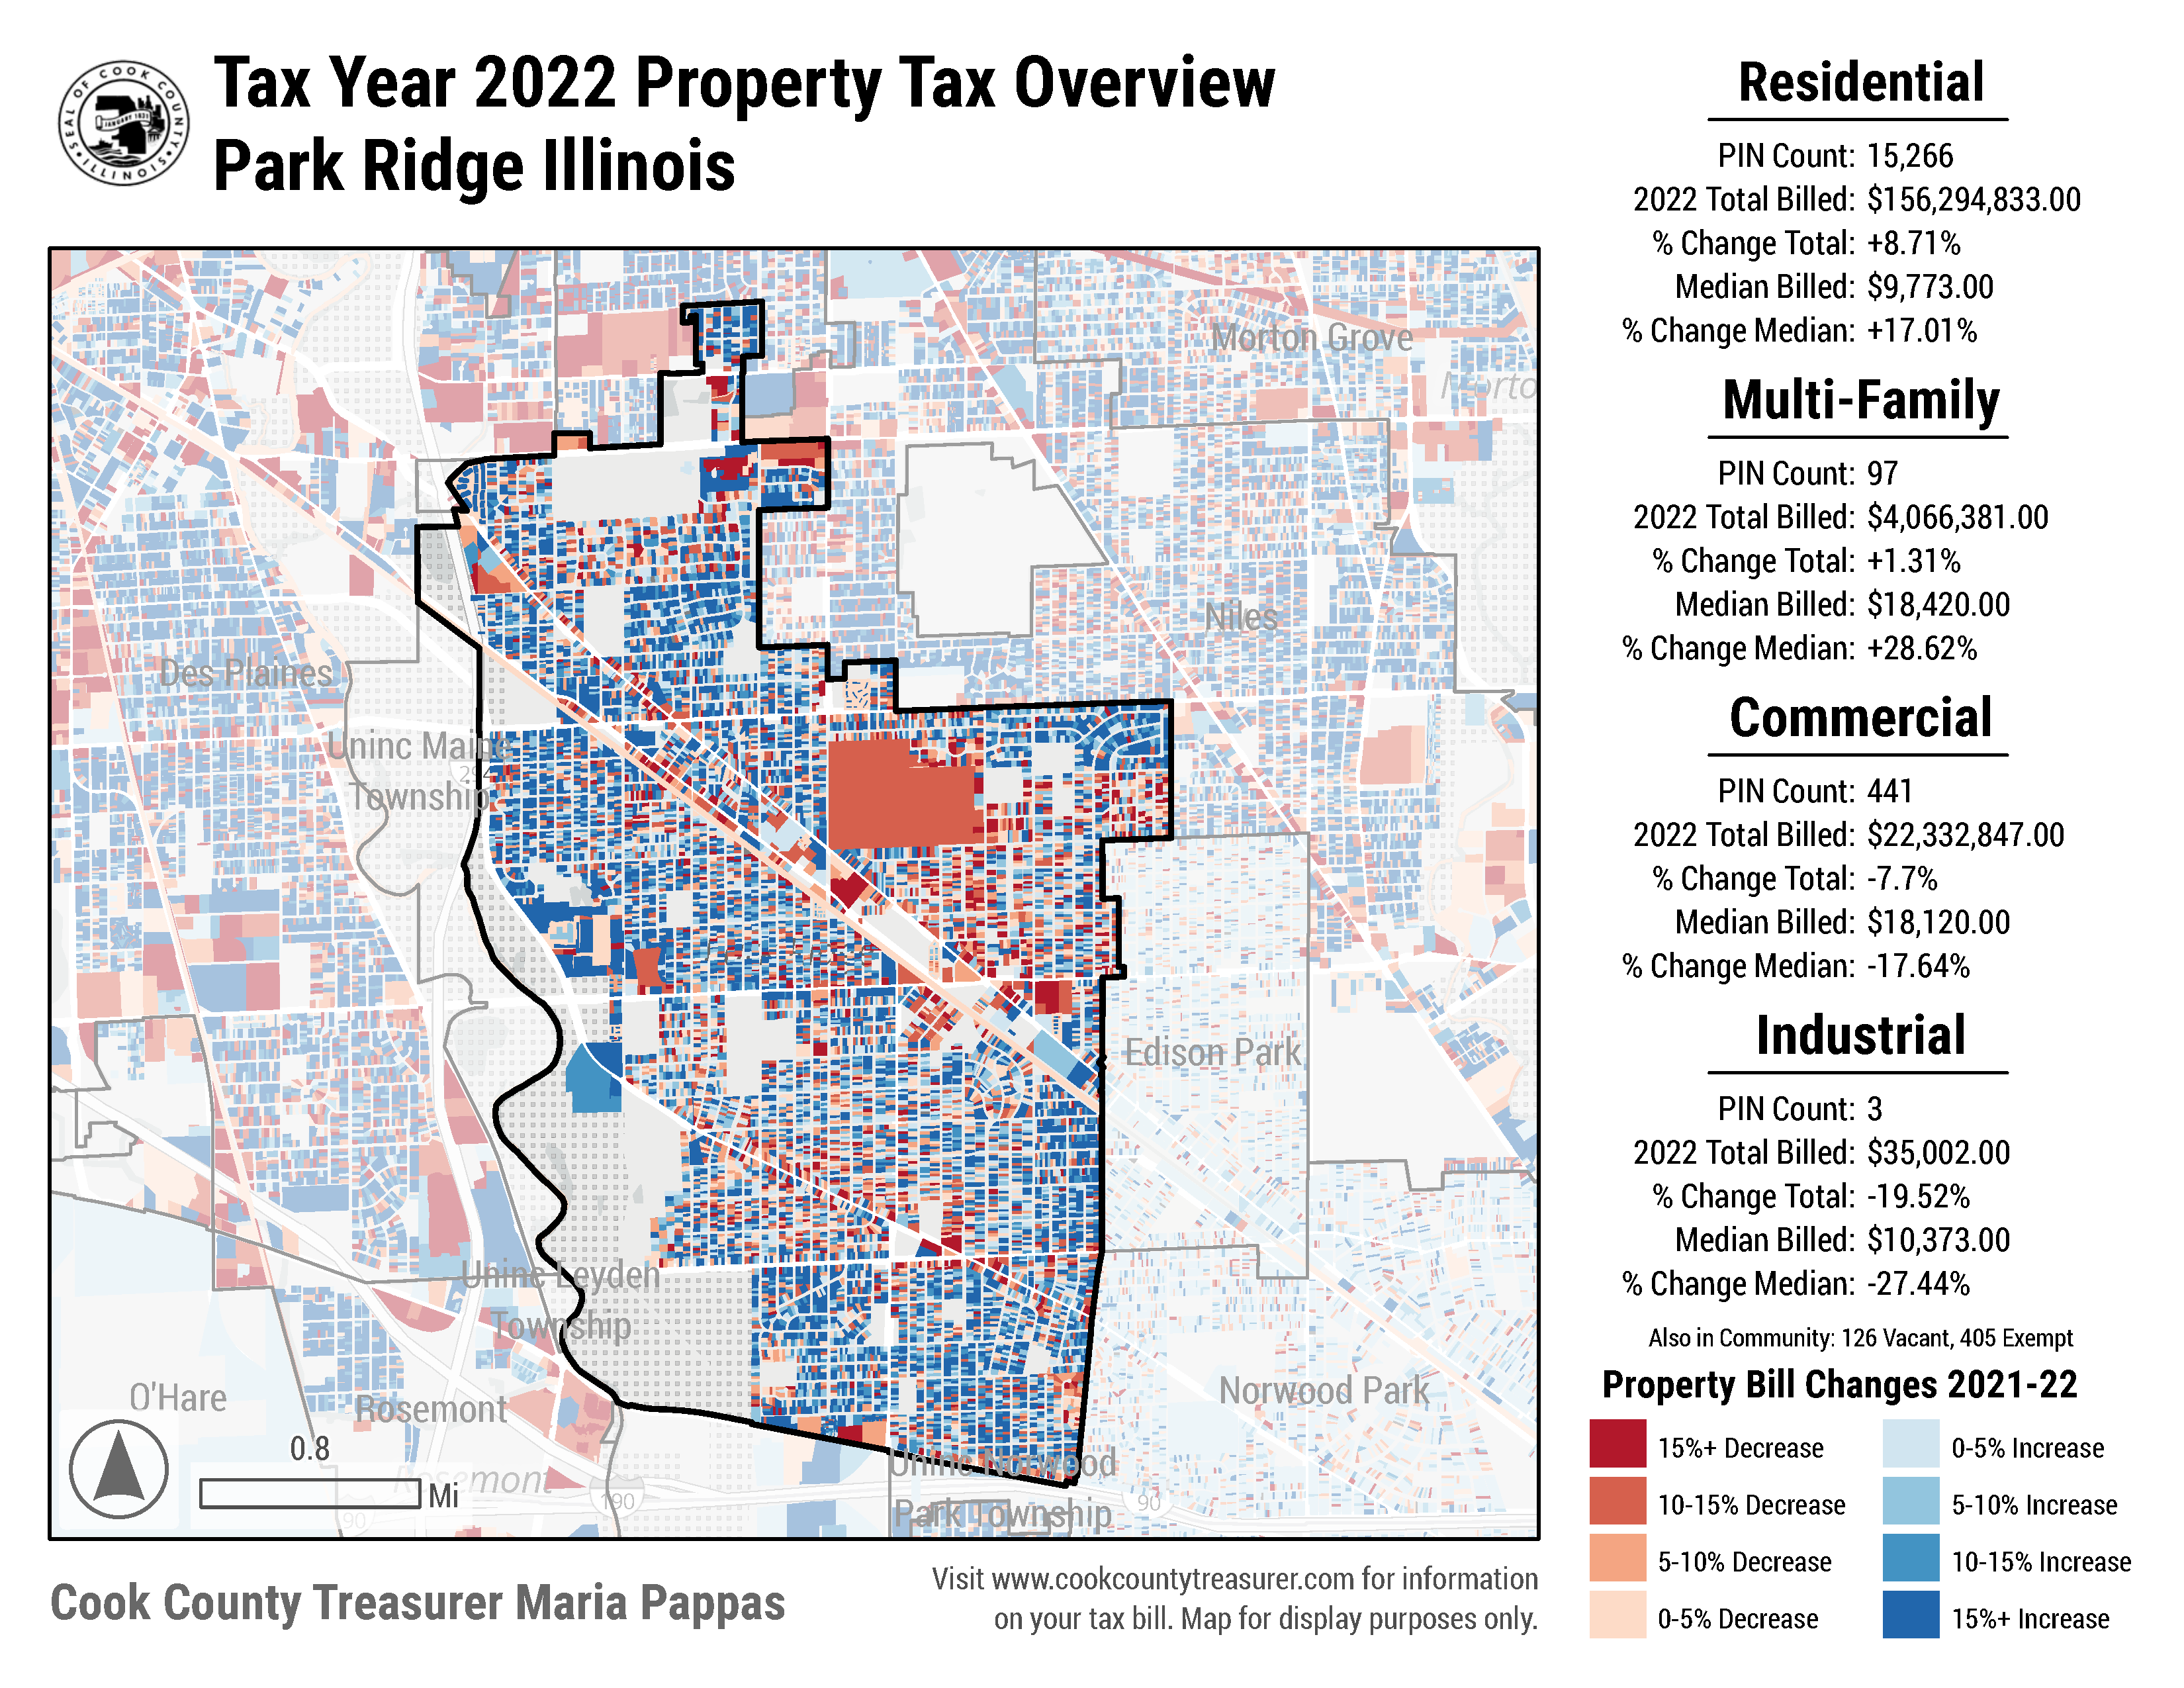 Tax Year 2022 Property Tax Overview
Park Ridge Illinois
SEAL OF COOK COUNTY
JANUARY 1831
ILLINOIS
Morton Grove
Morto
Niles
Des Plaines
Uninc Maine
294
Township
Edison Park
Uninc Leyden
Township
O'Hare
Rosemont
Norwood Park
Uninc Norwood
Park Township
Rosemont
190
90
90
0.8
Mi
Cook County Treasurer Maria Pappas
Visit www.cookcountytreasurer.com for information
on your tax bill. Map for display purposes only.
Residential
PIN Count: 15,266
2022 Total Billed: $156,294,833.00
% Change Total: +8.71%
Median Billed: $9,773.00
% Change Median: +17.01%
Multi-Family
PIN Count: 97
2022 Total Billed: $4,066,381.00
% Change Total: +1.31%
Median Billed: $18,420.00
% Change Median: +28.62%
Commercial
PIN Count: 441
2022 Total Billed: $22,332,847.00
% Change Total: -7.7%
Median Billed: $18,120.00
% Change Median: -17.64%
Industrial
PIN Count: 3
2022 Total Billed: $35,002.00
% Change Total: -19.52%
Median Billed: $10,373.00
% Change Median: -27.44%
Also in Community: 126 Vacant, 405 Exempt
Property Bill Changes 2021-22
15%+ Decrease
10-15% Decrease
5-10% Decrease
0-5% Decrease
0-5% Increase
5-10% Increase
10-15% Increase
15%+ Increase